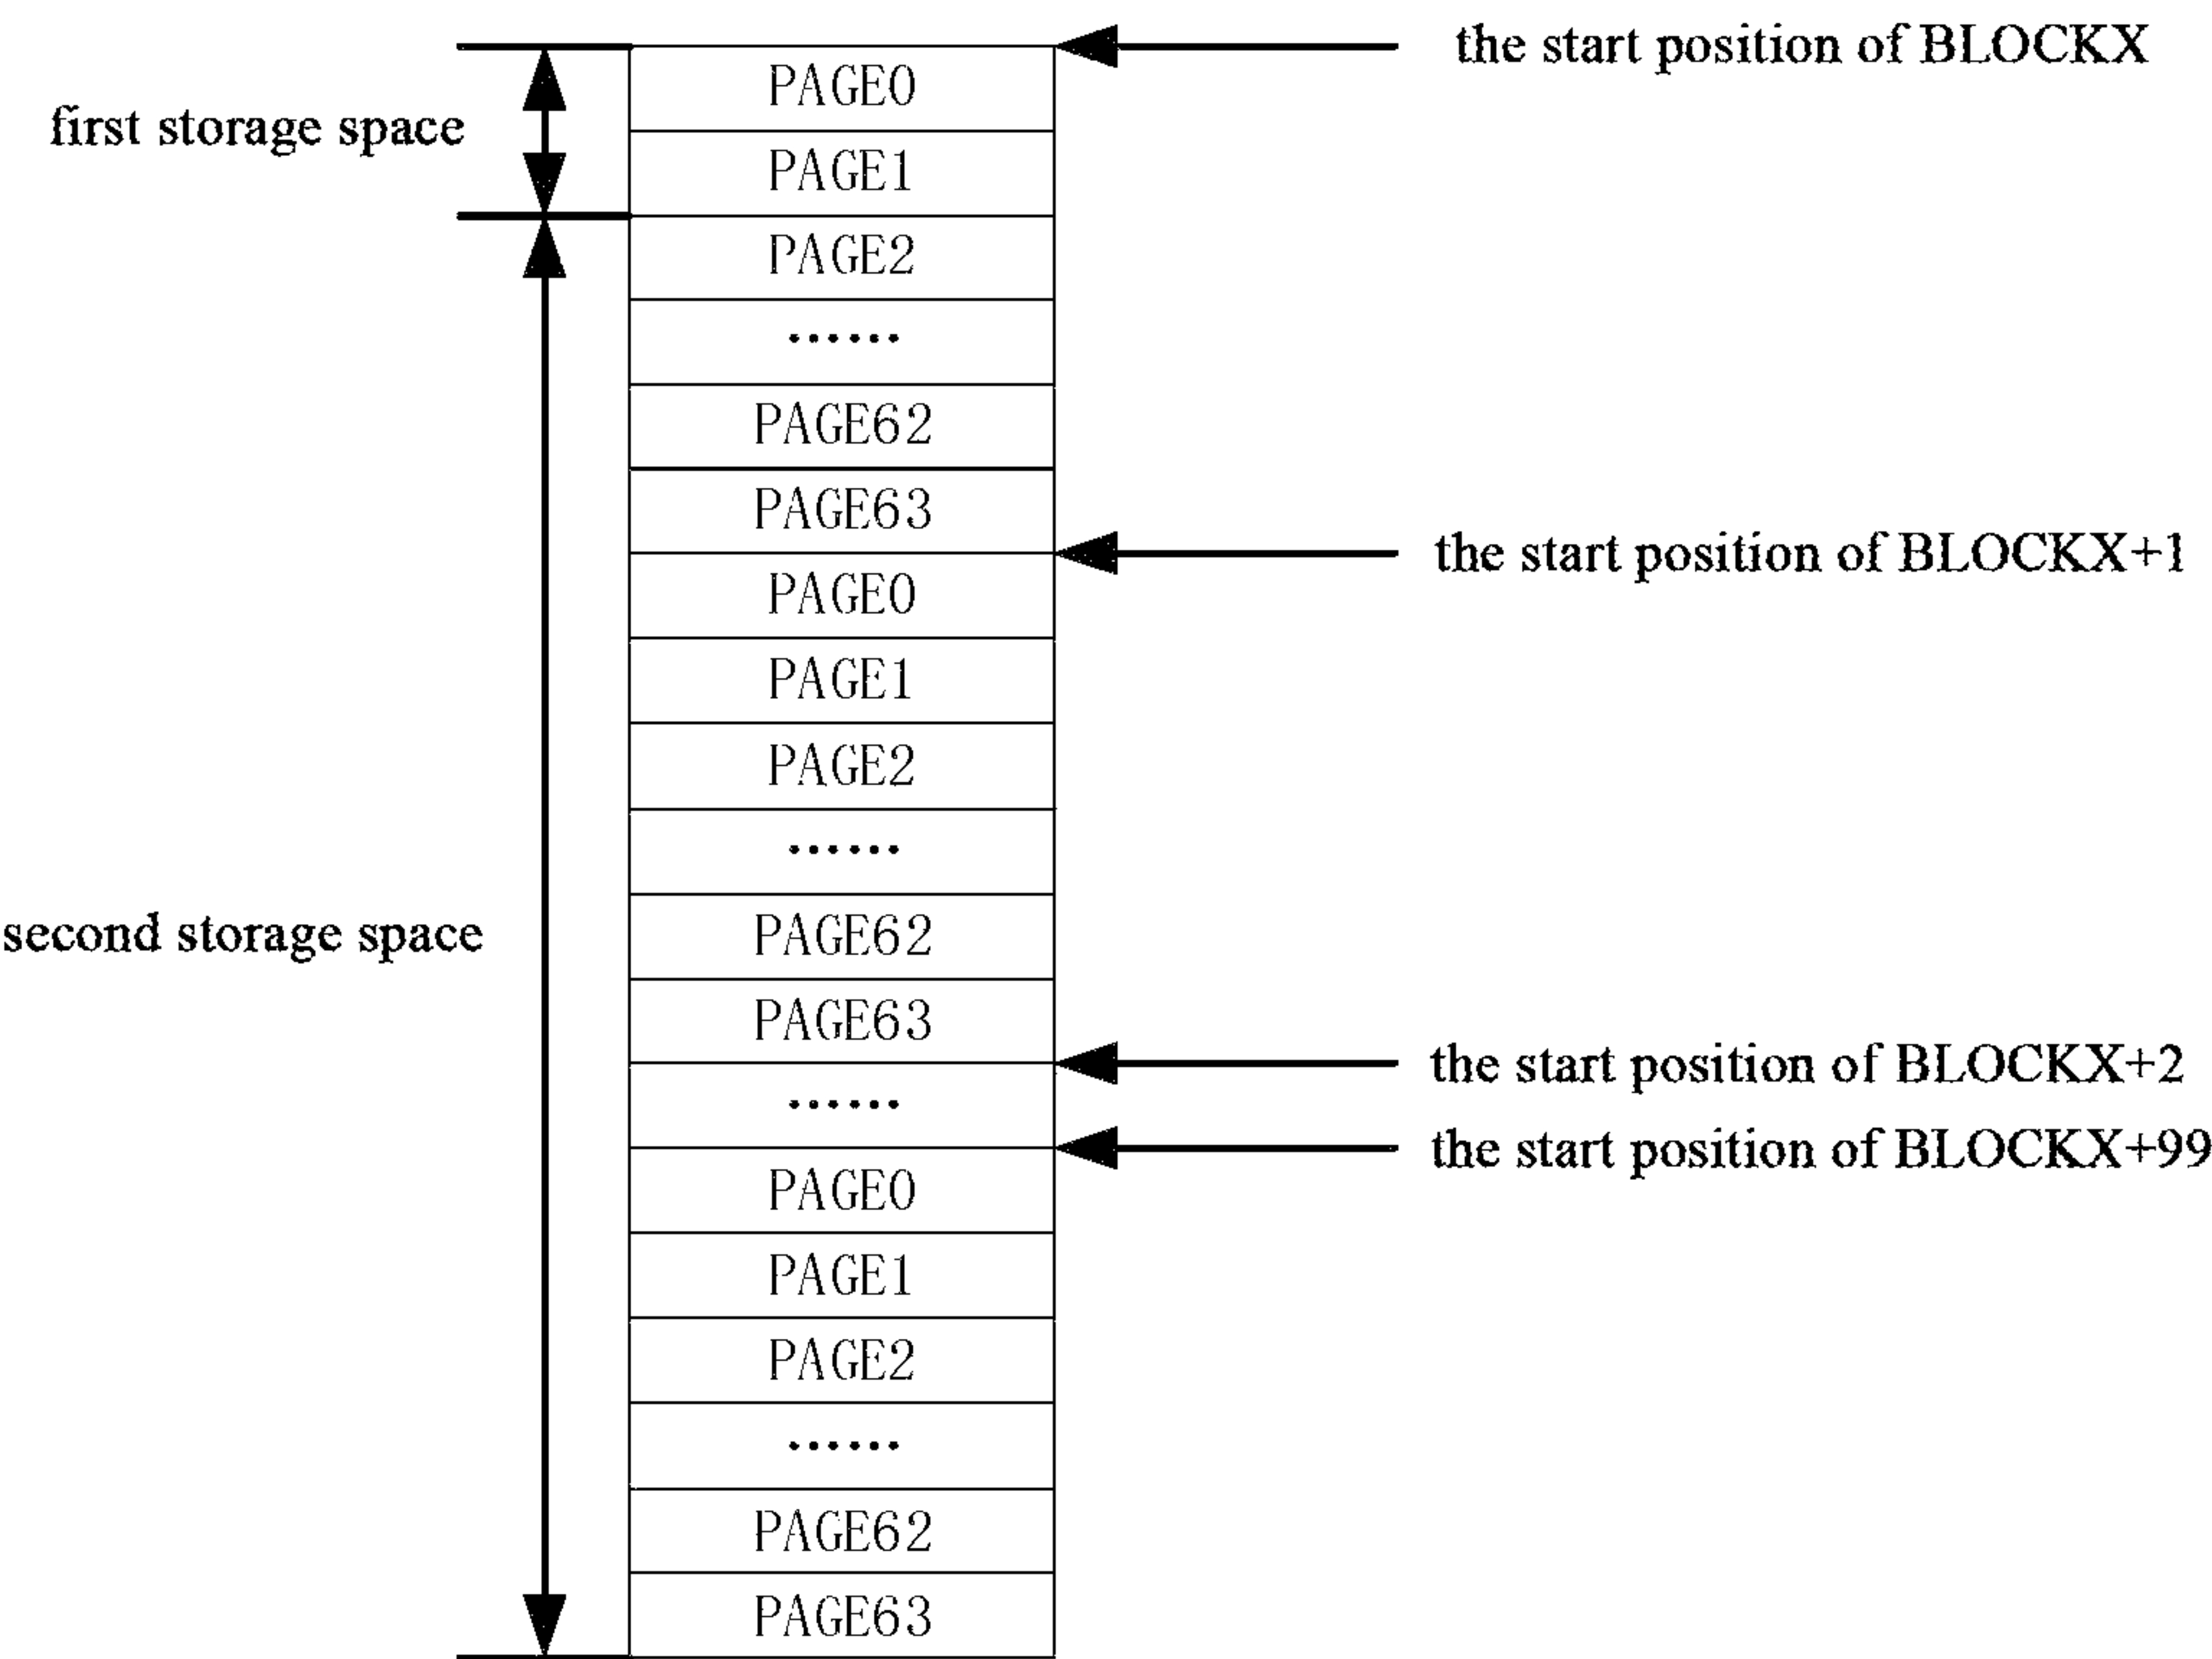 the start position of BLOCKX
PAGE0
first storage space
PAGE1
PAGE2
······
PAGE62
PAGE63
the start position of BLOCKX+1
PAGE0
PAGE1
PAGE2
······
second storage space
PAGE62
PAGE63
the start position of BLOCKX+2
······
the start position of BLOCKX+99
PAGE0
PAGE1
PAGE2
······
PAGE62
PAGE63